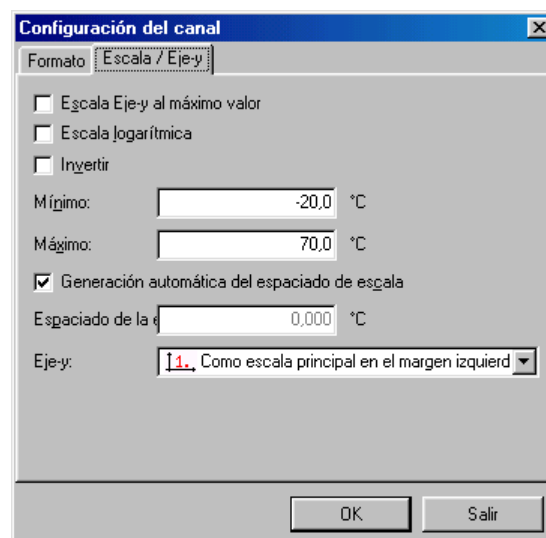 Configuración del canal
Formato Escala / Eje-y
Escala Eje-y al máximo valor
Escala logarítmica
Invertir
Mínimo: -20,0 °C
Máximo: 70,0 °C
Generación automática del espaciado de escala
Espaciado de la e 0,000 °C
Eje-y: 1. Como escala principal en el margen izquierd
OK Salir